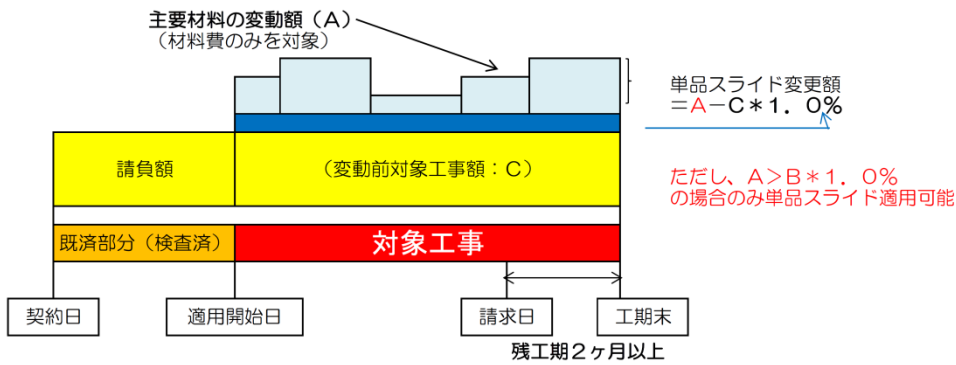 主要材料の変動額（A）
（材料費のみを対象）
単品スライド変更額
＝A－C＊１．０％
請負額
（変動前対象工事額：C）
ただし、A＞B＊１．０％
の場合のみ単品スライド適用可能
既済部分（検査済）
対象工事
契約日
適用開始日
請求日
工期末
残工期２ヶ月以上